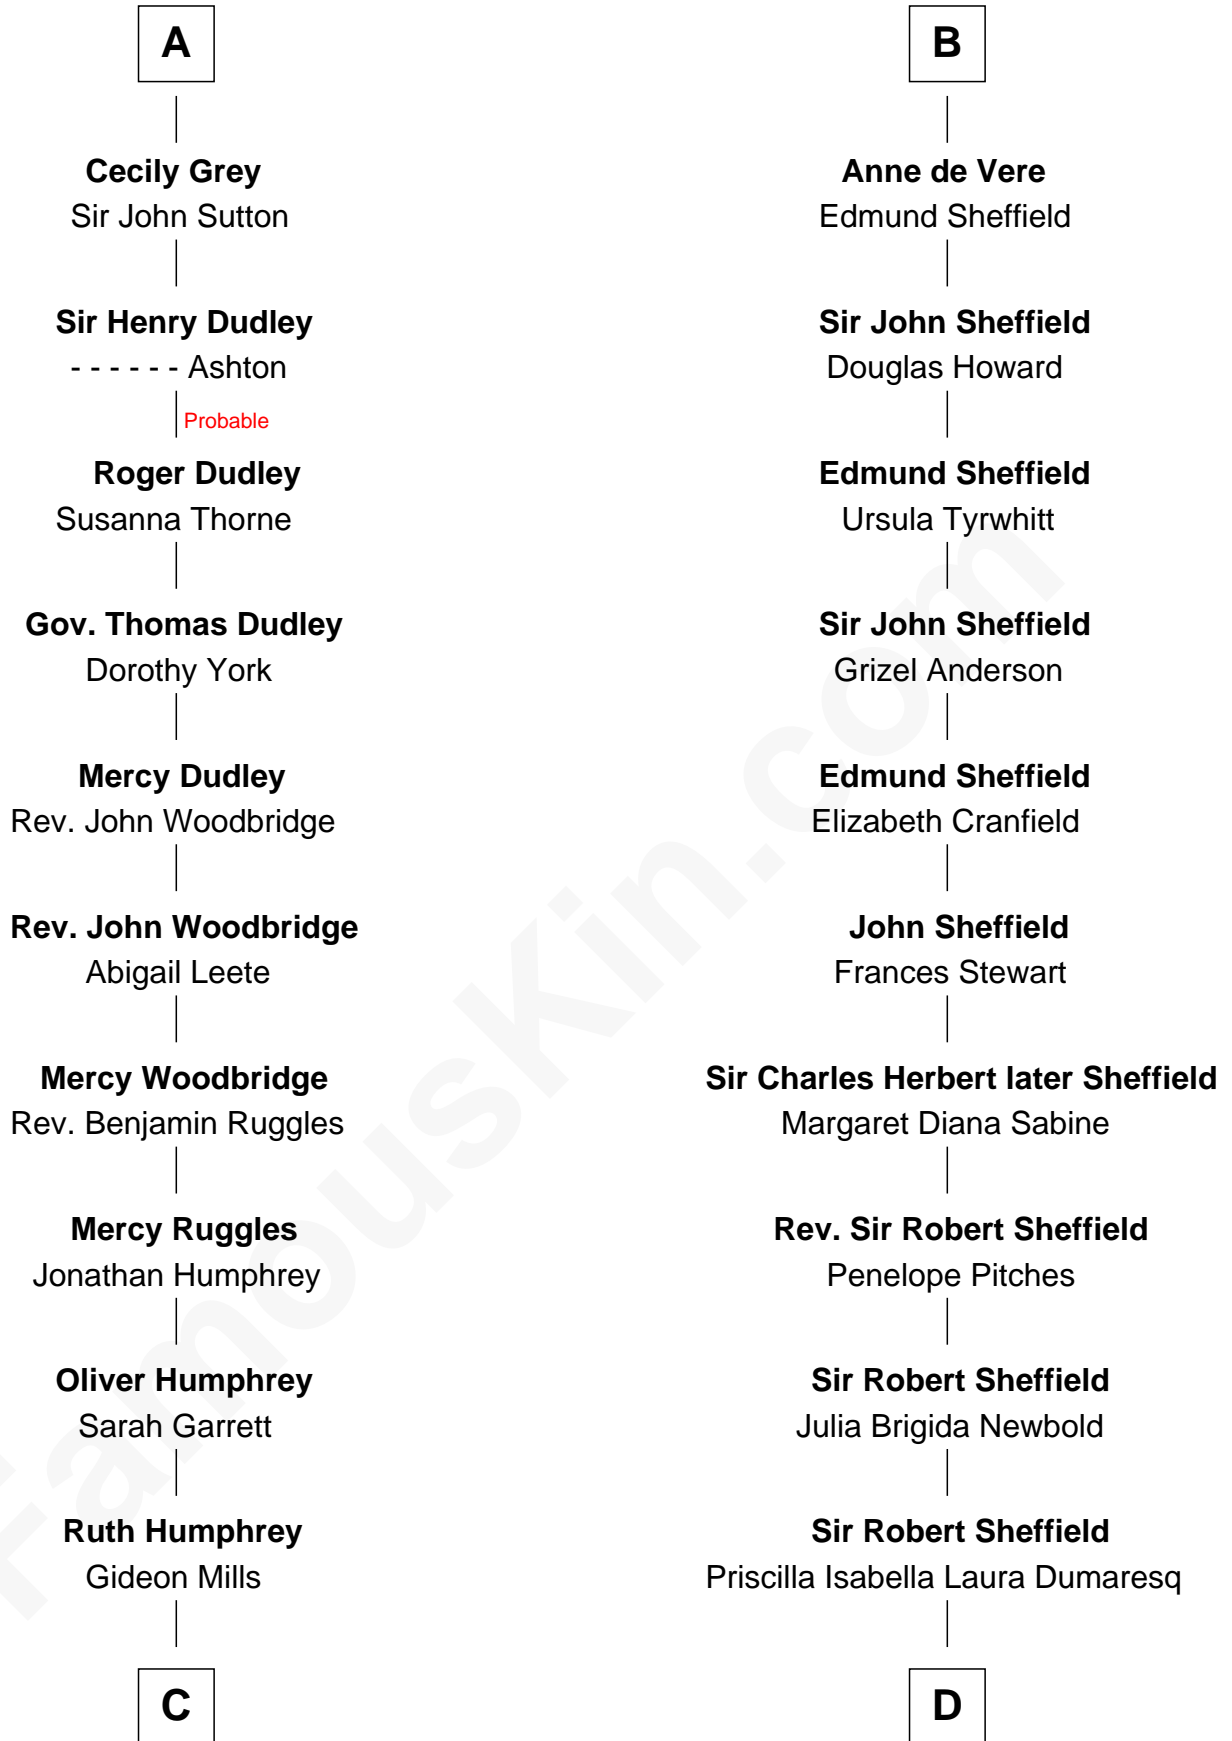 A
Cecily Grey
Sir John Sutton
Sir Henry Dudley
- - - - - - Ashton
Probable
Roger Dudley
Susanna Thorne
Gov. Thomas Dudley
Dorothy York
Mercy Dudley
Rev. John Woodbridge
Rev. John Woodbridge
Abigail Leete
Mercy Woodbridge
Rev. Benjamin Ruggles
Mercy Ruggles
Jonathan Humphrey
Oliver Humphrey
Sarah Garrett
Ruth Humphrey
Gideon Mills
C
B
Anne de Vere
Edmund Sheffield
Sir John Sheffield
Douglas Howard
Edmund Sheffield
Ursula Tyrwhitt
Sir John Sheffield
Grizel Anderson
Edmund Sheffield
Elizabeth Cranfield
John Sheffield
Frances Stewart
Sir Charles Herbert later Sheffield
Margaret Diana Sabine
Rev. Sir Robert Sheffield
Penelope Pitches
Sir Robert Sheffield
Julia Brigida Newbold
Sir Robert Sheffield
Priscilla Isabella Laura Dumaresq
D
FamousKin.com